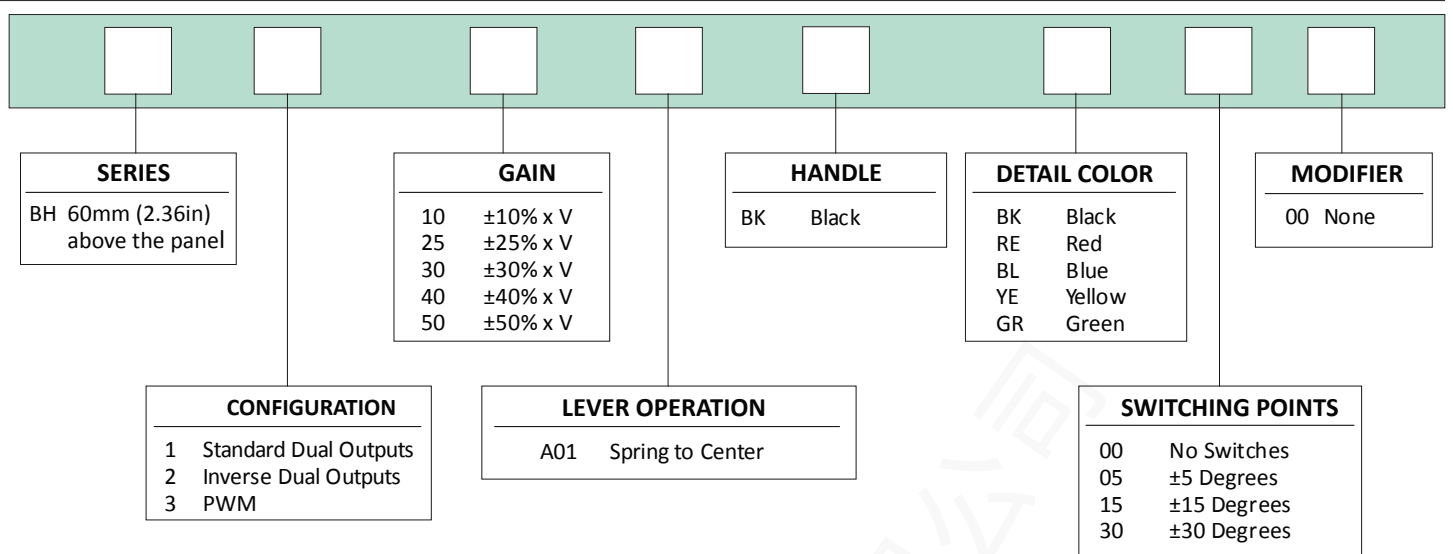 SERIES
BH 60mm (2.36in)
above the panel
GAIN
10 ±10% x V
25 ±25% x V
30 ±30% x V
40 ±40% x V
50 ±50% x V
HANDLE
BK Black
DETAIL COLOR
BK Black
RE Red
BL Blue
YE Yellow
GR Green
MODIFIER
00 None
CONFIGURATION
1 Standard Dual Outputs
2 Inverse Dual Outputs
3 PWM
LEVER OPERATION
A01 Spring to Center
SWITCHING POINTS
00 No Switches
05 ±5 Degrees
15 ±15 Degrees
30 ±30 Degrees
公司